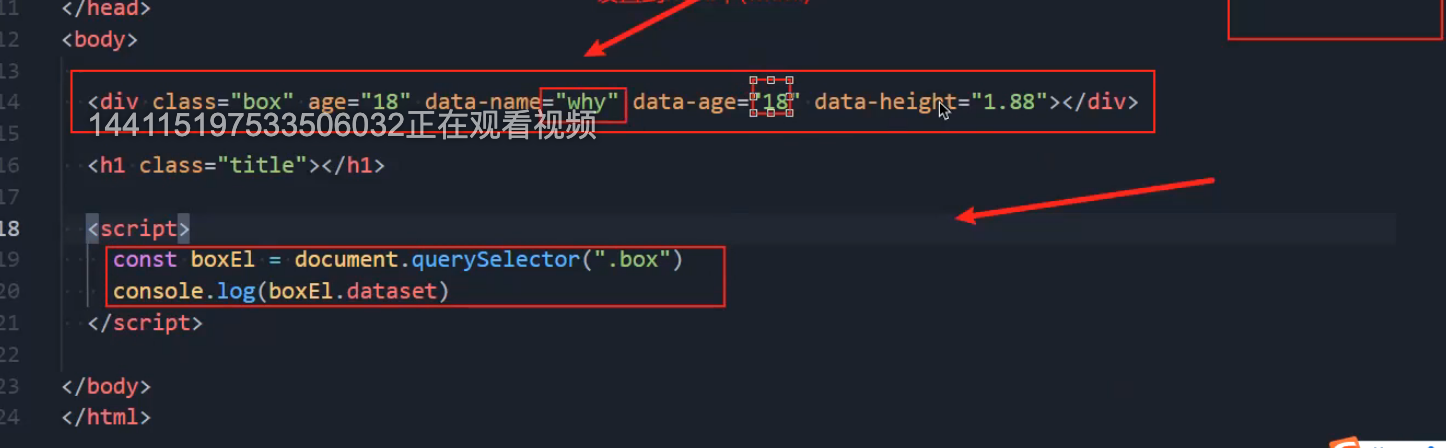 11 </head>
12 <body>
13
14 <div class="box" age="18" data-name="why" data-age="18" data-height="1.88"></div>
144115197533506032正在观看视频
15
16 <h1 class="title"></h1>
17
18 <script>
19 const boxEl = document.querySelector(".box")
20 console.log(boxEl.dataset)
21 </script>
22
23 </body>
24 </html>